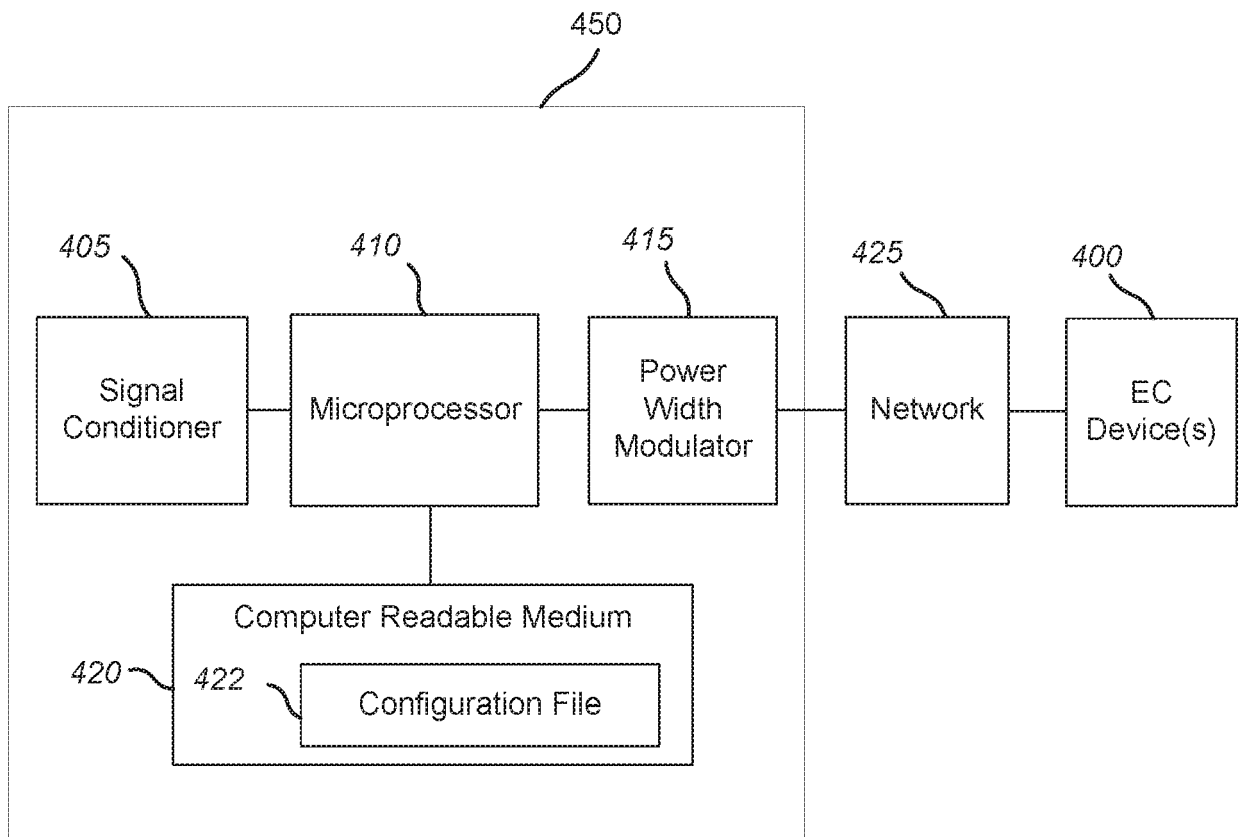 450
405
410
415
425
400
Signal
Conditioner
Microprocessor
Power
Width
Modulator
Network
EC
Device(s)
Computer Readable Medium
420
422
Configuration File